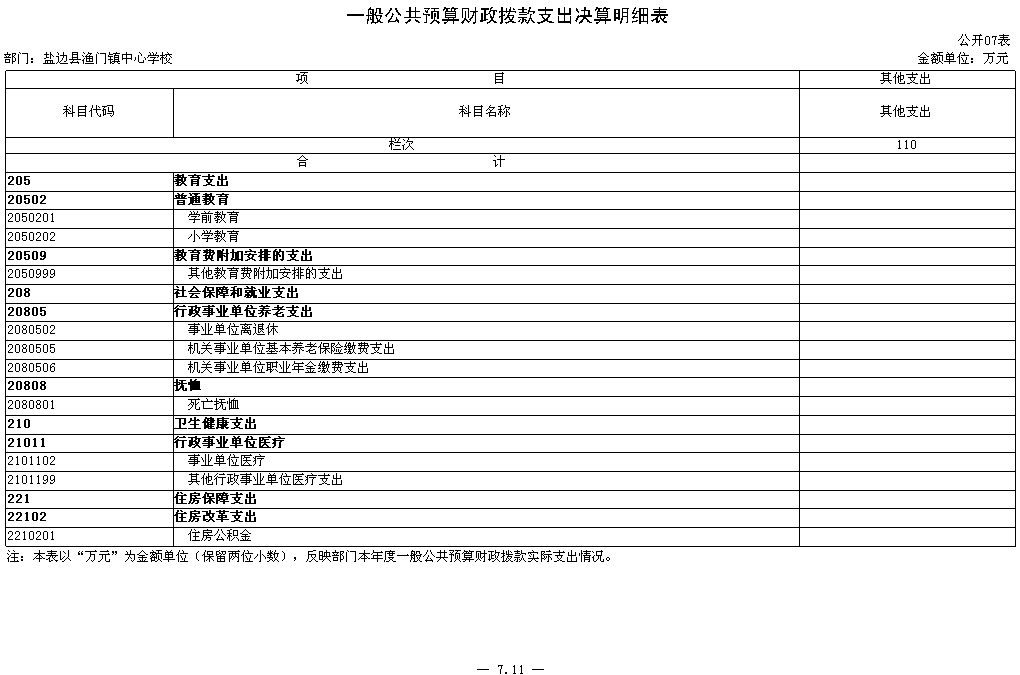 一般公共预算财政拨款支出决算明细表
公开07表
部门：盐边县渔门镇中心学校 金额单位：万元
项 目 其他支出
科目代码 科目名称 其他支出
栏次 110
合 计
205 教育支出
20502 普通教育
2050201 学前教育
2050202 小学教育
20509 教育费附加安排的支出
2050999 其他教育费附加安排的支出
208 社会保障和就业支出
20805 行政事业单位养老支出
2080502 事业单位离退休
2080505 机关事业单位基本养老保险缴费支出
2080506 机关事业单位职业年金缴费支出
20808 抚恤
2080801 死亡抚恤
210 卫生健康支出
21011 行政事业单位医疗
2101102 事业单位医疗
2101199 其他行政事业单位医疗支出
221 住房保障支出
22102 住房改革支出
2210201 住房公积金
注：本表以“万元”为金额单位（保留两位小数），反映部门本年度一般公共预算财政拨款实际支出情况。
— 7.11 —